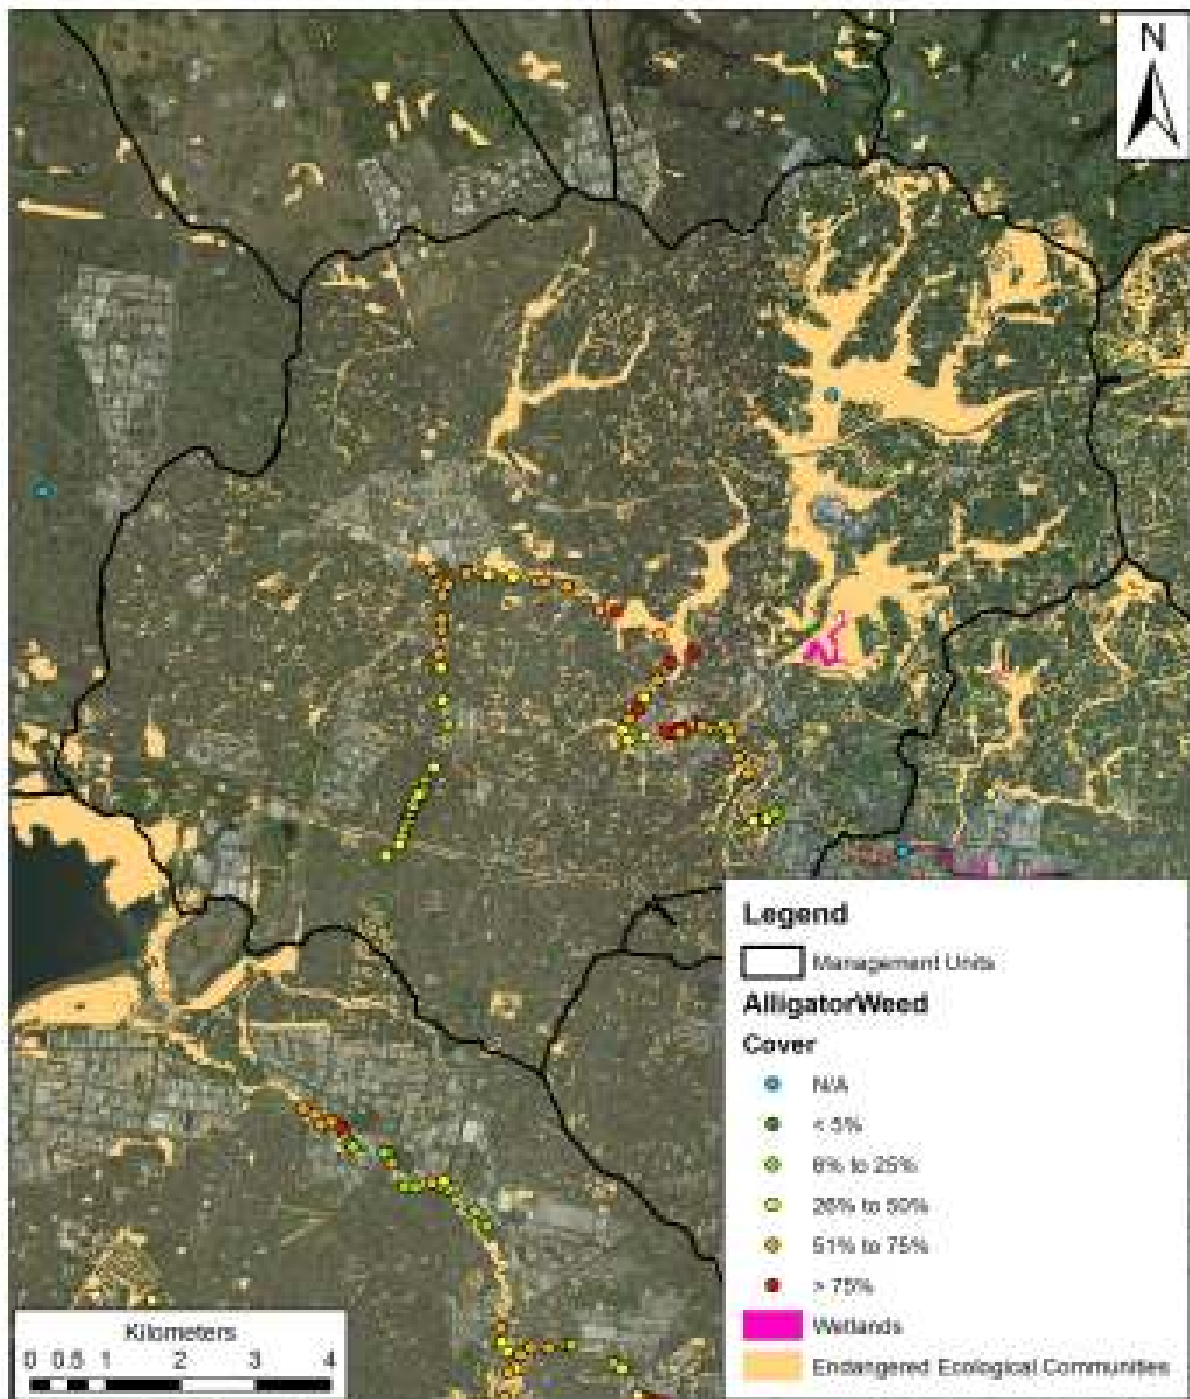 N
Legend
Management Units
AlligatorWeed
Cover
N/A
< 5%
6% to 25%
26% to 50%
51% to 75%
> 75%
Wetlands
Endangered Ecological Communities
Kilometers
0 0.5 1 2 3 4